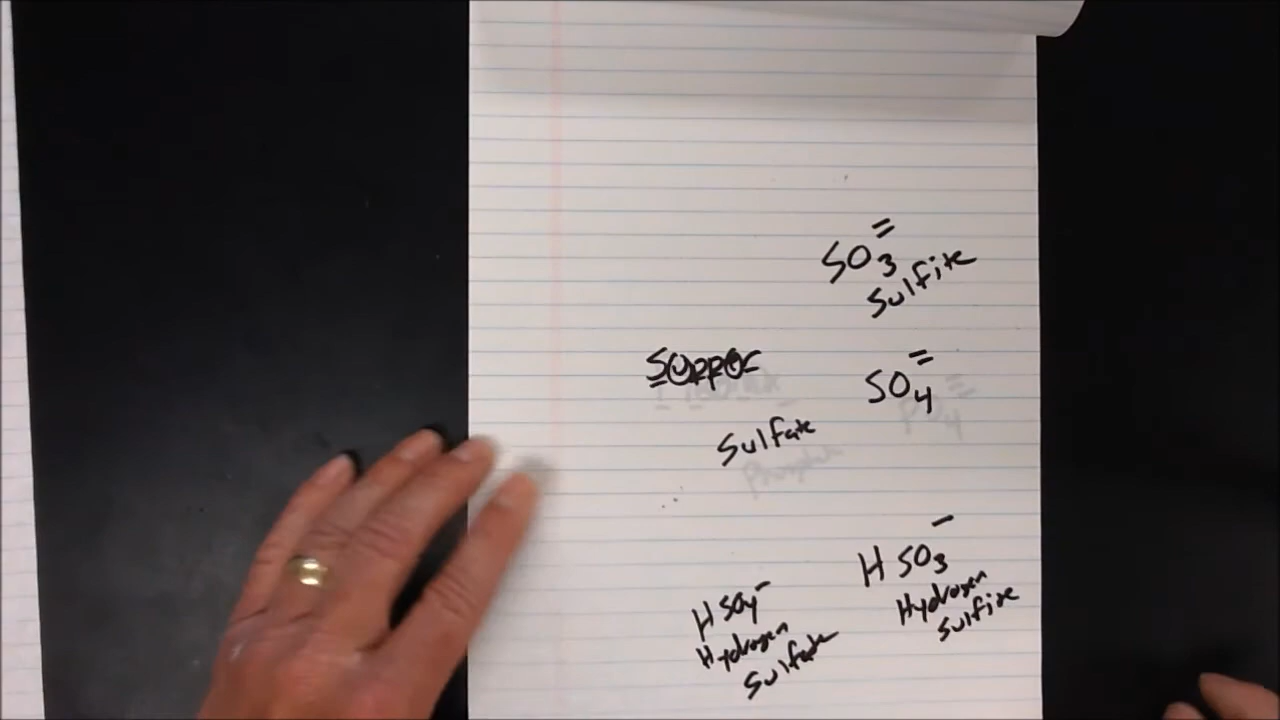 SO₃⁼
Sulfite
SO₄⁼
Sulfate
HSO₃⁻
Hydrogen
Sulfite
HSO₄⁻
Hydrogen
Sulfate